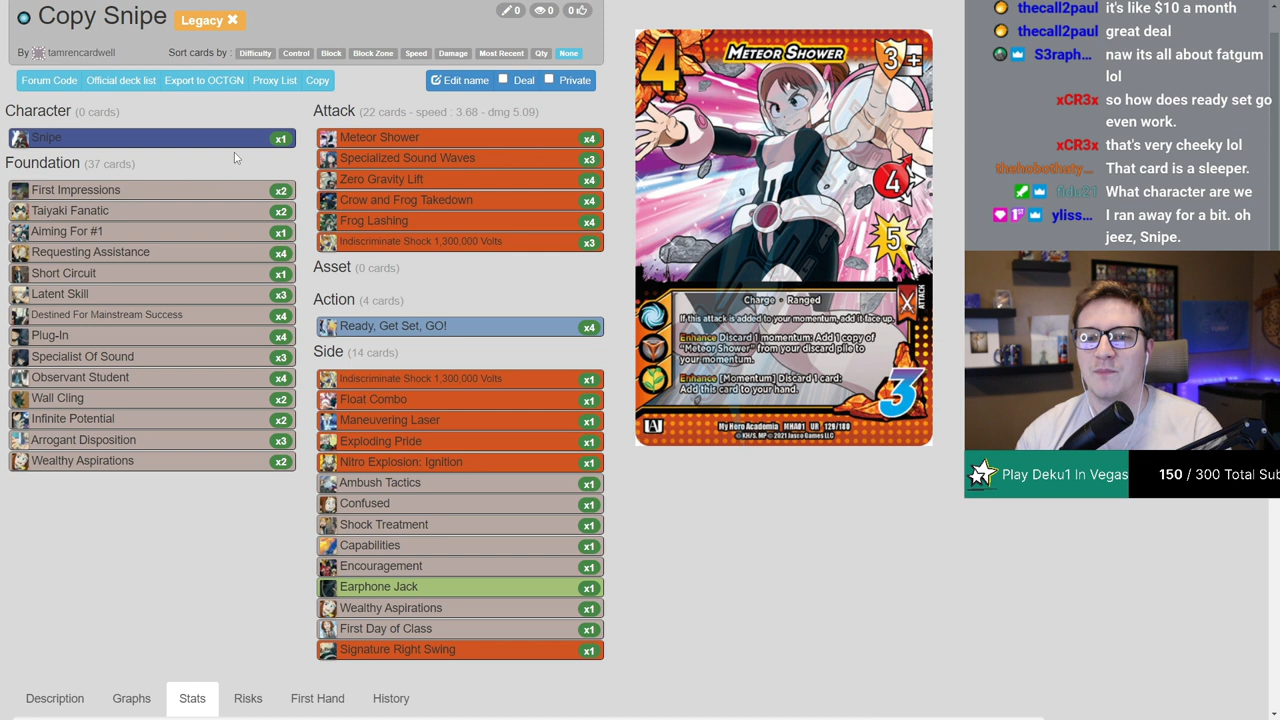 Copy Snipe
Legacy ✖
0
0
0
By tamrencardwell
Sort cards by : Difficulty Control Block Block Zone Speed Damage Most Recent Qty None
Forum Code Official deck list Export to OCTGN Proxy List Copy
Edit name Deal Private
Character (0 cards)
Snipe x1
Foundation (37 cards)
First Impressions x2
Taiyaki Fanatic x2
Aiming For #1 x1
Requesting Assistance x4
Short Circuit x1
Latent Skill x3
Destined For Mainstream Success x4
Plug-In x4
Specialist Of Sound x3
Observant Student x4
Wall Cling x2
Infinite Potential x2
Arrogant Disposition x3
Wealthy Aspirations x2
Attack (22 cards - speed : 3.68 - dmg 5.09)
Meteor Shower x4
Specialized Sound Waves x3
Zero Gravity Lift x4
Crow and Frog Takedown x4
Frog Lashing x4
Indiscriminate Shock 1,300,000 Volts x3
Asset (0 cards)
Action (4 cards)
Ready, Get Set, GO! x4
Side (14 cards)
Indiscriminate Shock 1,300,000 Volts x1
Float Combo x1
Maneuvering Laser x1
Exploding Pride x1
Nitro Explosion: Ignition x1
Ambush Tactics x1
Confused x1
Shock Treatment x1
Capabilities x1
Encouragement x1
Earphone Jack x1
Wealthy Aspirations x1
First Day of Class x1
Signature Right Swing x1
Description Graphs Stats Risks First Hand History
4
METEOR SHOWER
3+
4
5
Charge • Ranged
If this attack is added to your momentum, add it face up.
Enhance Discard 1 momentum: Add 1 copy of
"Meteor Shower" from your discard pile to
your momentum.
Enhance [Momentum] Discard 1 card:
Add this card to your hand.
ATTACK
3
My Hero Academia MHA01 UR 129/180
© KH/S, MP © 2021 Jasco Games LLC
thecall2paul it's like $10 a month
thecall2paul great deal
S3raph... naw its all about fatgum
lol
xCR3x so how does ready set go
even work.
xCR3x that's very cheeky lol
thehobothaty... That card is a sleeper.
What character are we
yliss... I ran away for a bit. oh
jeez, Snipe.
Play Deku1 In Vegas
150 / 300 Total Sub